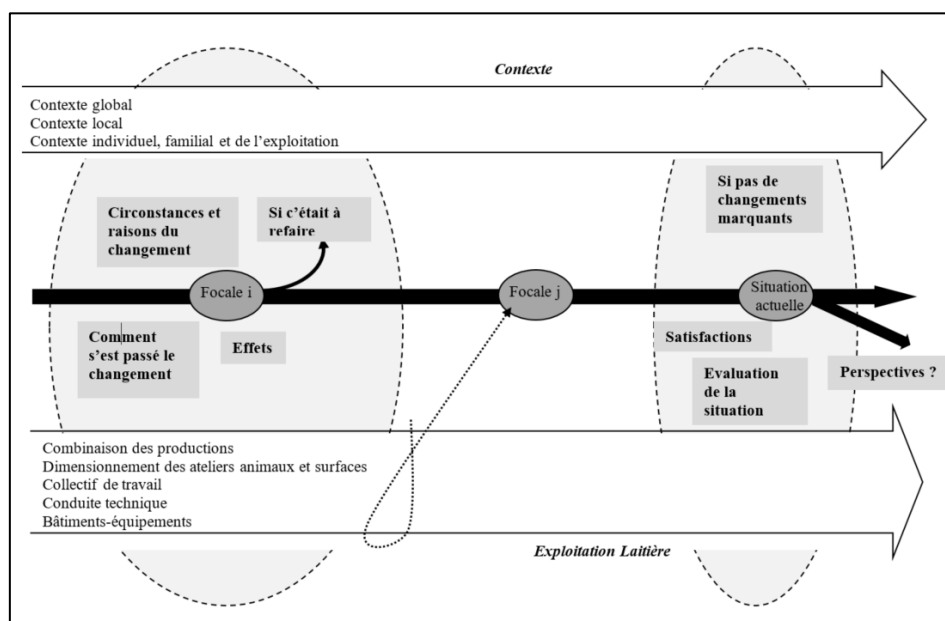 Contexte
Contexte global
Contexte local
Contexte individuel, familial et de l'exploitation
Circonstances et
raisons du
changement
Si c'était à
refaire
Si pas de
changements
marquants
Focale i
Focale j
Situation
actuelle
Comment
s'est passé le
changement
Effets
Satisfactions
Evaluation
de la
situation
Perspectives ?
Combinaison des productions
Dimensionnement des ateliers animaux et surfaces
Collectif de travail
Conduite technique
Bâtiments-équipements
Exploitation Laitière